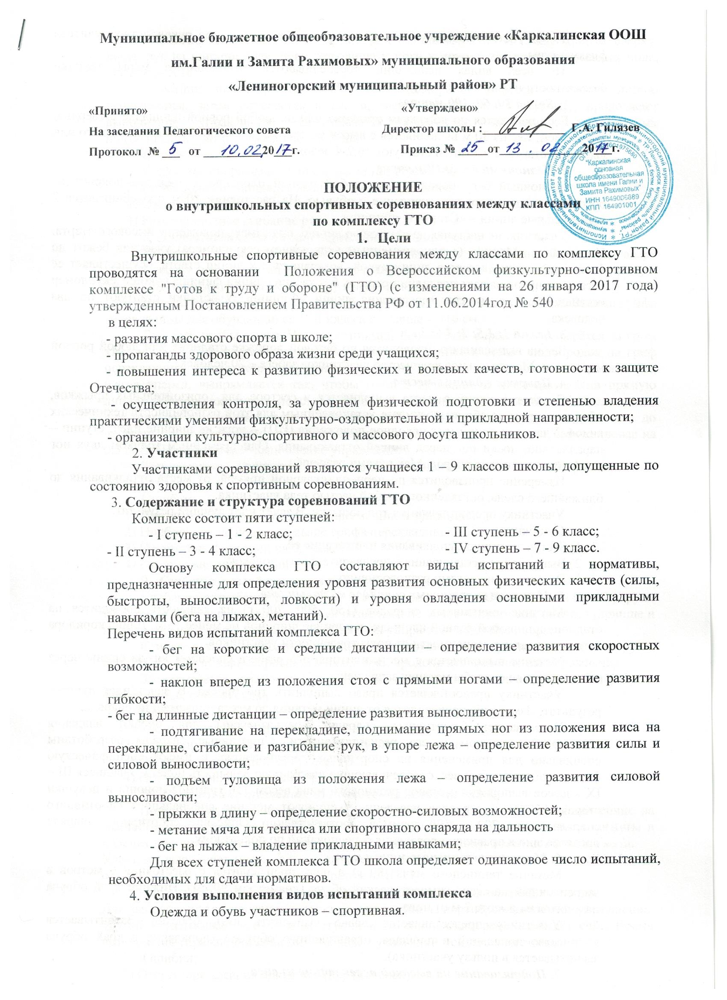 Муниципальное бюджетное общеобразовательное учреждение «Каркалинская ООШ
им.Галии и Замита Рахимовых» муниципального образования
«Лениногорский муниципальный район» РТ
«Принято» «Утверждено»
На заседания Педагогического совета Директор школы : Г .А. Гилязев
Протокол № 5 от 10.02.2017г. Приказ № 25 от 13 . 02 2017г.
"Каркалинская
основная
общеобразовательная
школа имени Галии и
Замита Рахимовых"
ИНН 1649006889
КПП 164901001
ПОЛОЖЕНИЕ
о внутришкольных спортивных соревнованиях между классами
по комплексу ГТО
1. Цели
Внутришкольные спортивные соревнования между классами по комплексу ГТО
проводятся на основании Положения о Всероссийском физкультурно-спортивном
комплексе "Готов к труду и обороне" (ГТО) (с изменениями на 26 января 2017 года)
утвержденным Постановлением Правительства РФ от 11.06.2014год № 540
в целях:
- развития массового спорта в школе;
- пропаганды здорового образа жизни среди учащихся;
- повышения интереса к развитию физических и волевых качеств, готовности к защите
Отечества;
- осуществления контроля, за уровнем физической подготовки и степенью владения
практическими умениями физкультурно-оздоровительной и прикладной направленности;
- организации культурно-спортивного и массового досуга школьников.
2. Участники
Участниками соревнований являются учащиеся 1 – 9 классов школы, допущенные по
состоянию здоровья к спортивным соревнованиям.
3. Содержание и структура соревнований ГТО
Комплекс состоит пяти ступеней:
- I ступень – 1 - 2 класс; - III ступень – 5 - 6 класс;
- II ступень – 3 - 4 класс; - IV ступень – 7 - 9 класс.
Основу комплекса ГТО составляют виды испытаний и нормативы,
предназначенные для определения уровня развития основных физических качеств (силы,
быстроты, выносливости, ловкости) и уровня овладения основными прикладными
навыками (бега на лыжах, метаний).
Перечень видов испытаний комплекса ГТО:
- бег на короткие и средние дистанции – определение развития скоростных
возможностей;
- наклон вперед из положения стоя с прямыми ногами – определение развития
гибкости;
- бег на длинные дистанции – определение развития выносливости;
- подтягивание на перекладине, поднимание прямых ног из положения виса на
перекладине, сгибание и разгибание рук, в упоре лежа – определение развития силы и
силовой выносливости;
- подъем туловища из положения лежа – определение развития силовой
выносливости;
- прыжки в длину – определение скоростно-силовых возможностей;
- метание мяча для тенниса или спортивного снаряда на дальность
- бег на лыжах – владение прикладными навыками;
Для всех ступеней комплекса ГТО школа определяет одинаковое число испытаний,
необходимых для сдачи нормативов.
4. Условия выполнения видов испытаний комплекса
Одежда и обувь участников – спортивная.